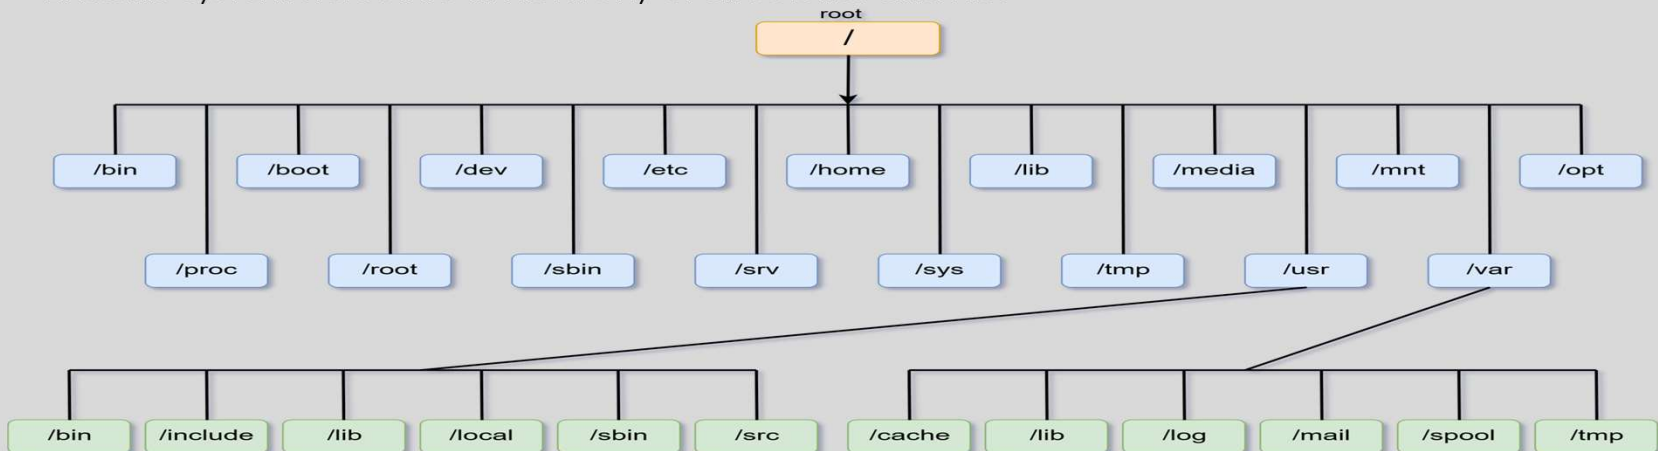 root
/
/bin /boot /dev /etc /home /lib /media /mnt /opt
/proc /root /sbin /srv /sys /tmp /usr /var
/bin /include /lib /local /sbin /src /cache /lib /log /mail /spool /tmp